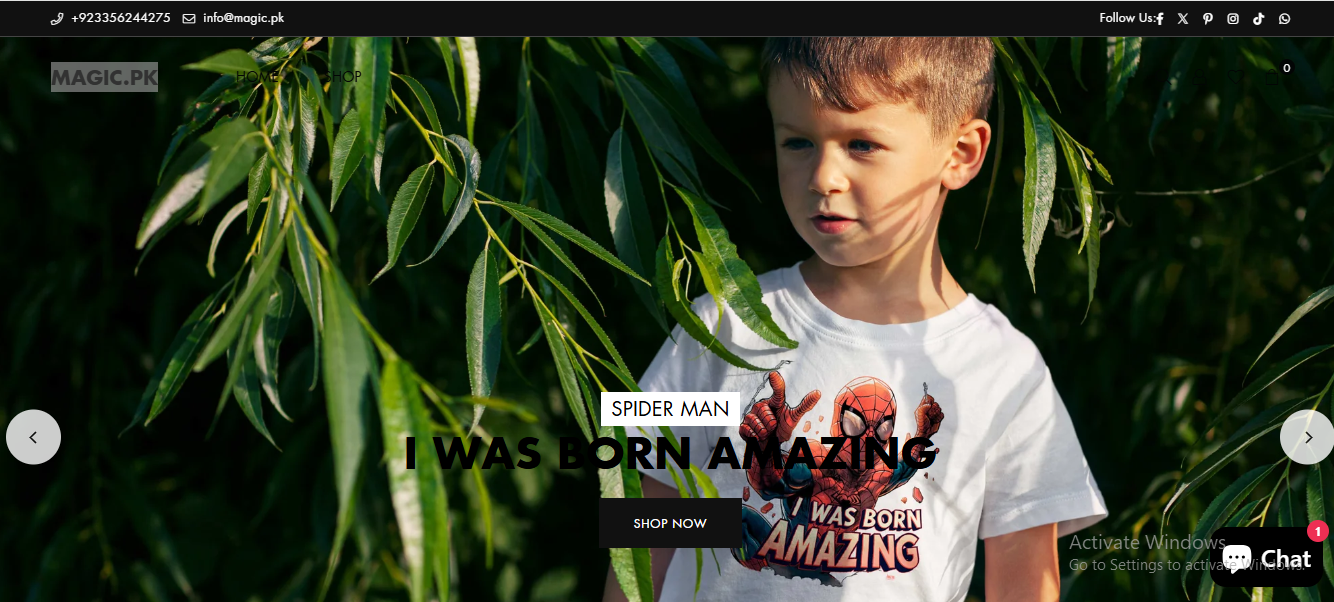 +923356244275 info@magic.pk Follow Us:
MAGIC.PK HOME SHOP 0
SPIDER MAN
I WAS BORN AMAZING
SHOP NOW
I WAS BORN
AMAZING
Activate Windows
Go to Settings to activate Windows.
1
Chat